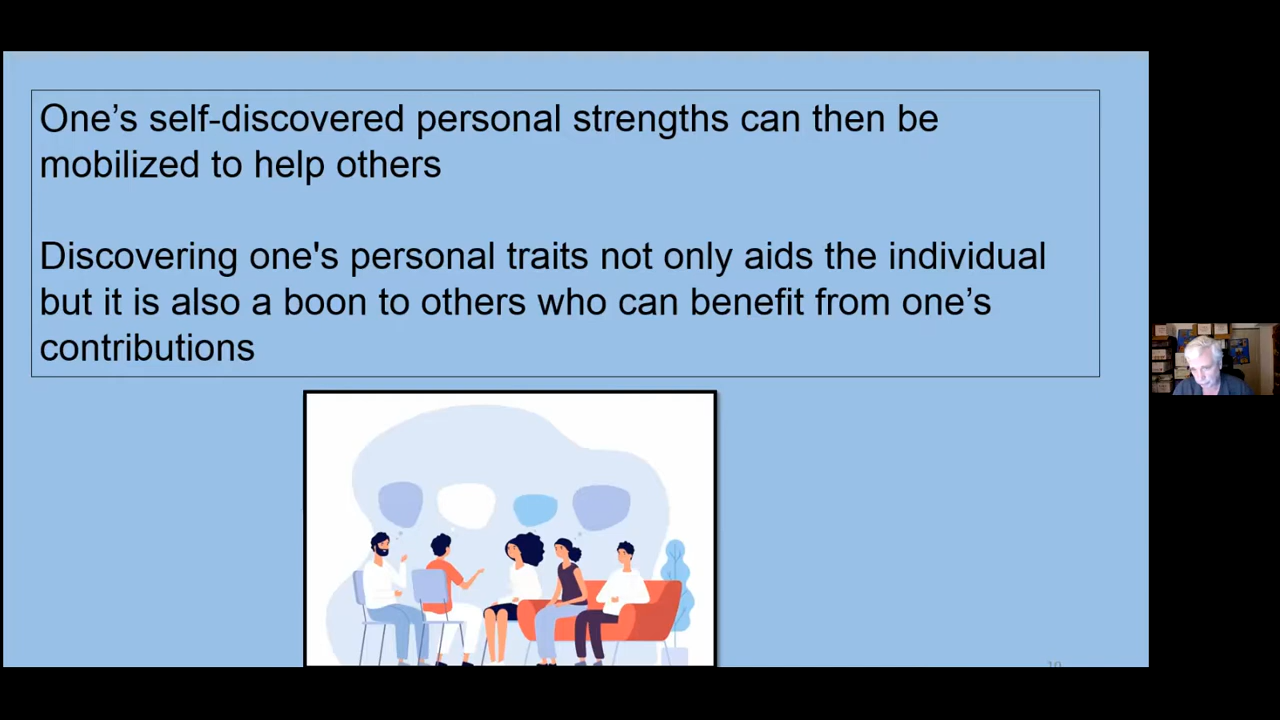 One’s self-discovered personal strengths can then be
mobilized to help others
Discovering one's personal traits not only aids the individual
but it is also a boon to others who can benefit from one’s
contributions